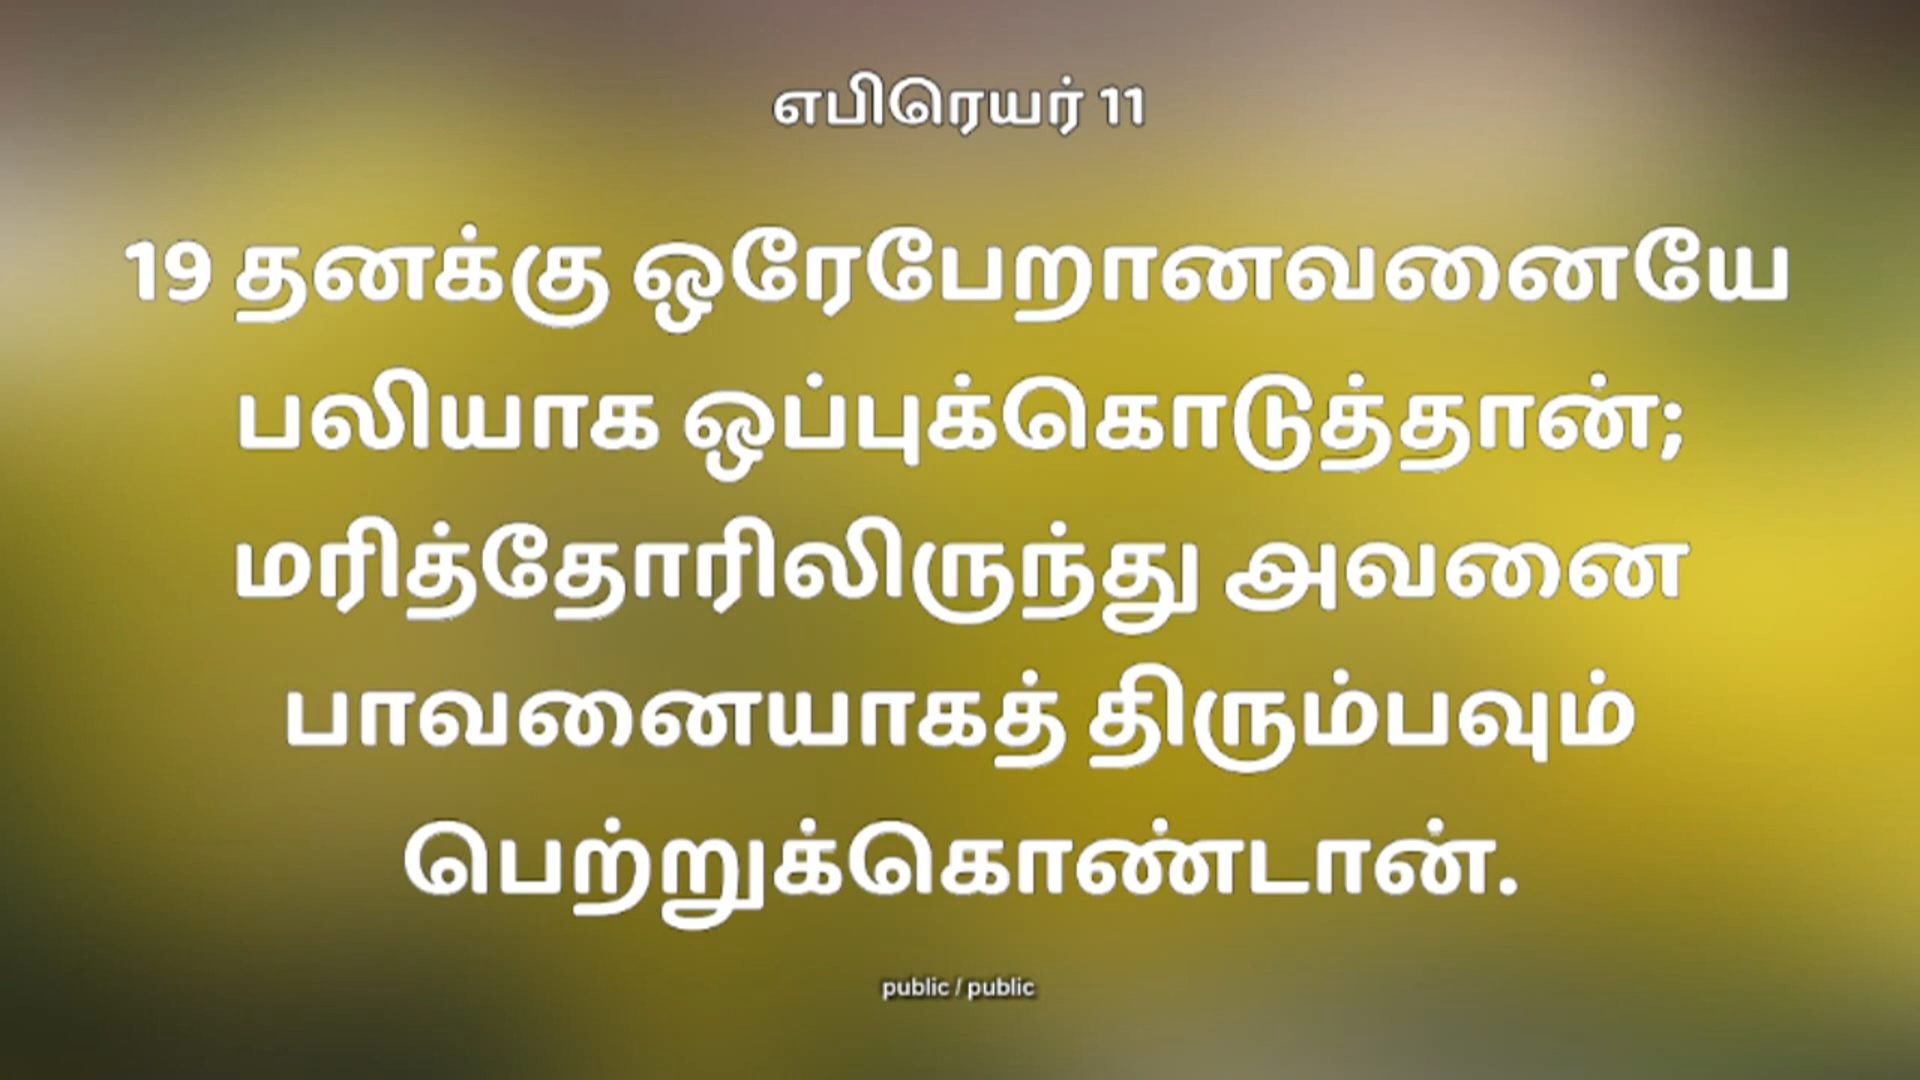 எபிரெயர் 11
19 தனக்கு ஒரேபேறானவனையே
பலியாக ஒப்புக்கொடுத்தான்;
மரித்தோரிலிருந்து அவனை
பாவனையாகத் திரும்பவும்
பெற்றுக்கொண்டான்.
public / public